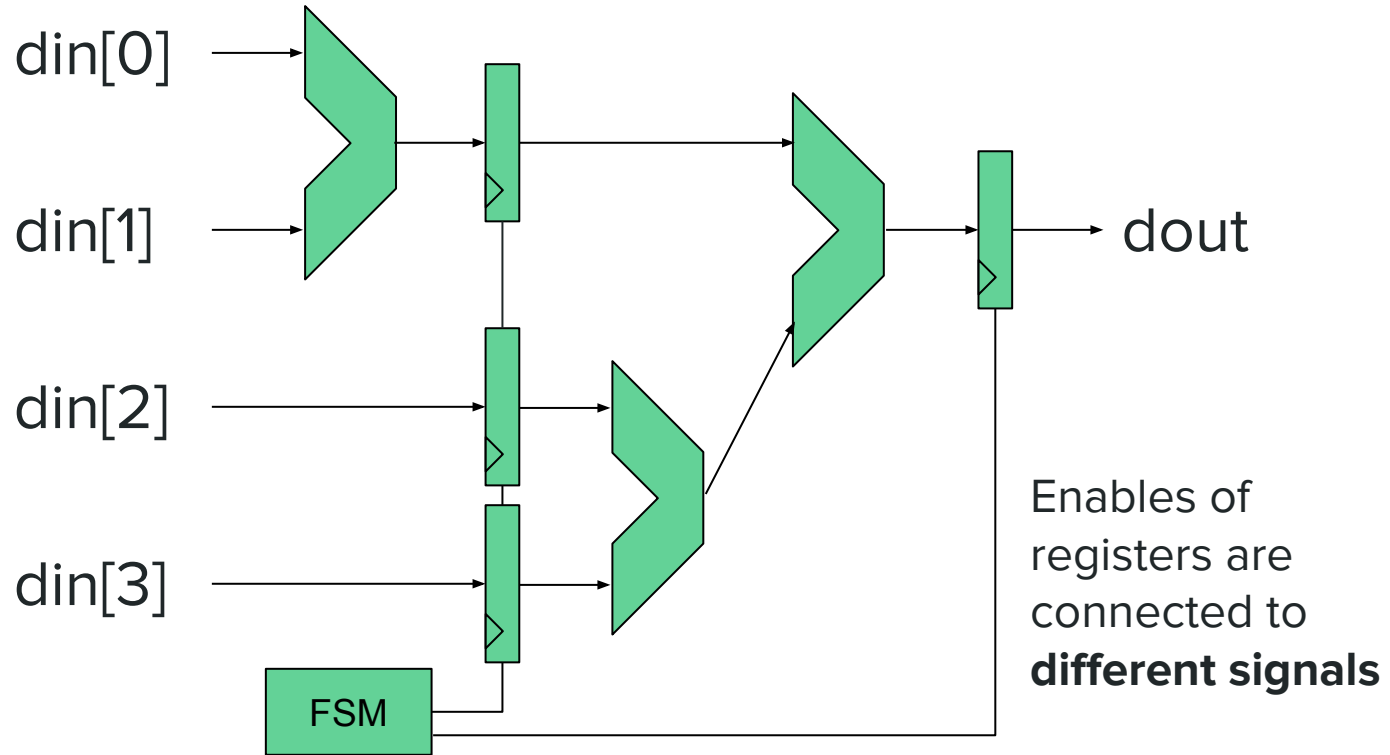 din[0]
din[1]
dout
din[2]
din[3]
Enables of
registers are
connected to
different signals
FSM